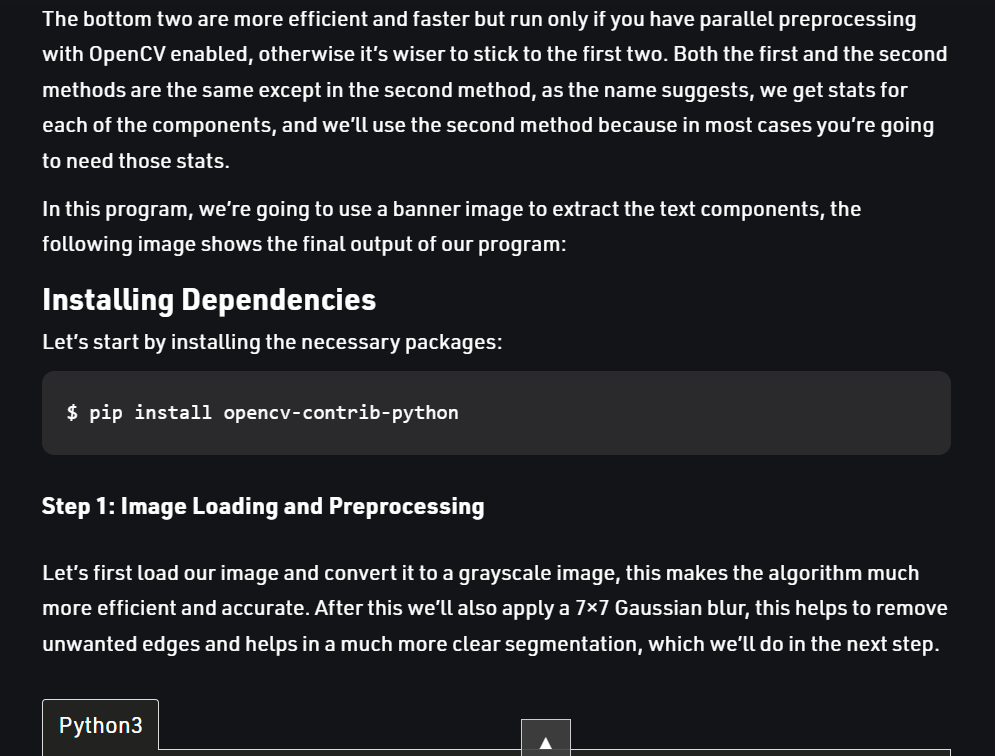 The bottom two are more efficient and faster but run only if you have parallel preprocessing
with OpenCV enabled, otherwise it’s wiser to stick to the first two. Both the first and the second
methods are the same except in the second method, as the name suggests, we get stats for
each of the components, and we’ll use the second method because in most cases you’re going
to need those stats.
In this program, we’re going to use a banner image to extract the text components, the
following image shows the final output of our program:
Installing Dependencies
Let’s start by installing the necessary packages:
$ pip install opencv-contrib-python
Step 1: Image Loading and Preprocessing
Let’s first load our image and convert it to a grayscale image, this makes the algorithm much
more efficient and accurate. After this we’ll also apply a 7×7 Gaussian blur, this helps to remove
unwanted edges and helps in a much more clear segmentation, which we’ll do in the next step.
Python3
▲